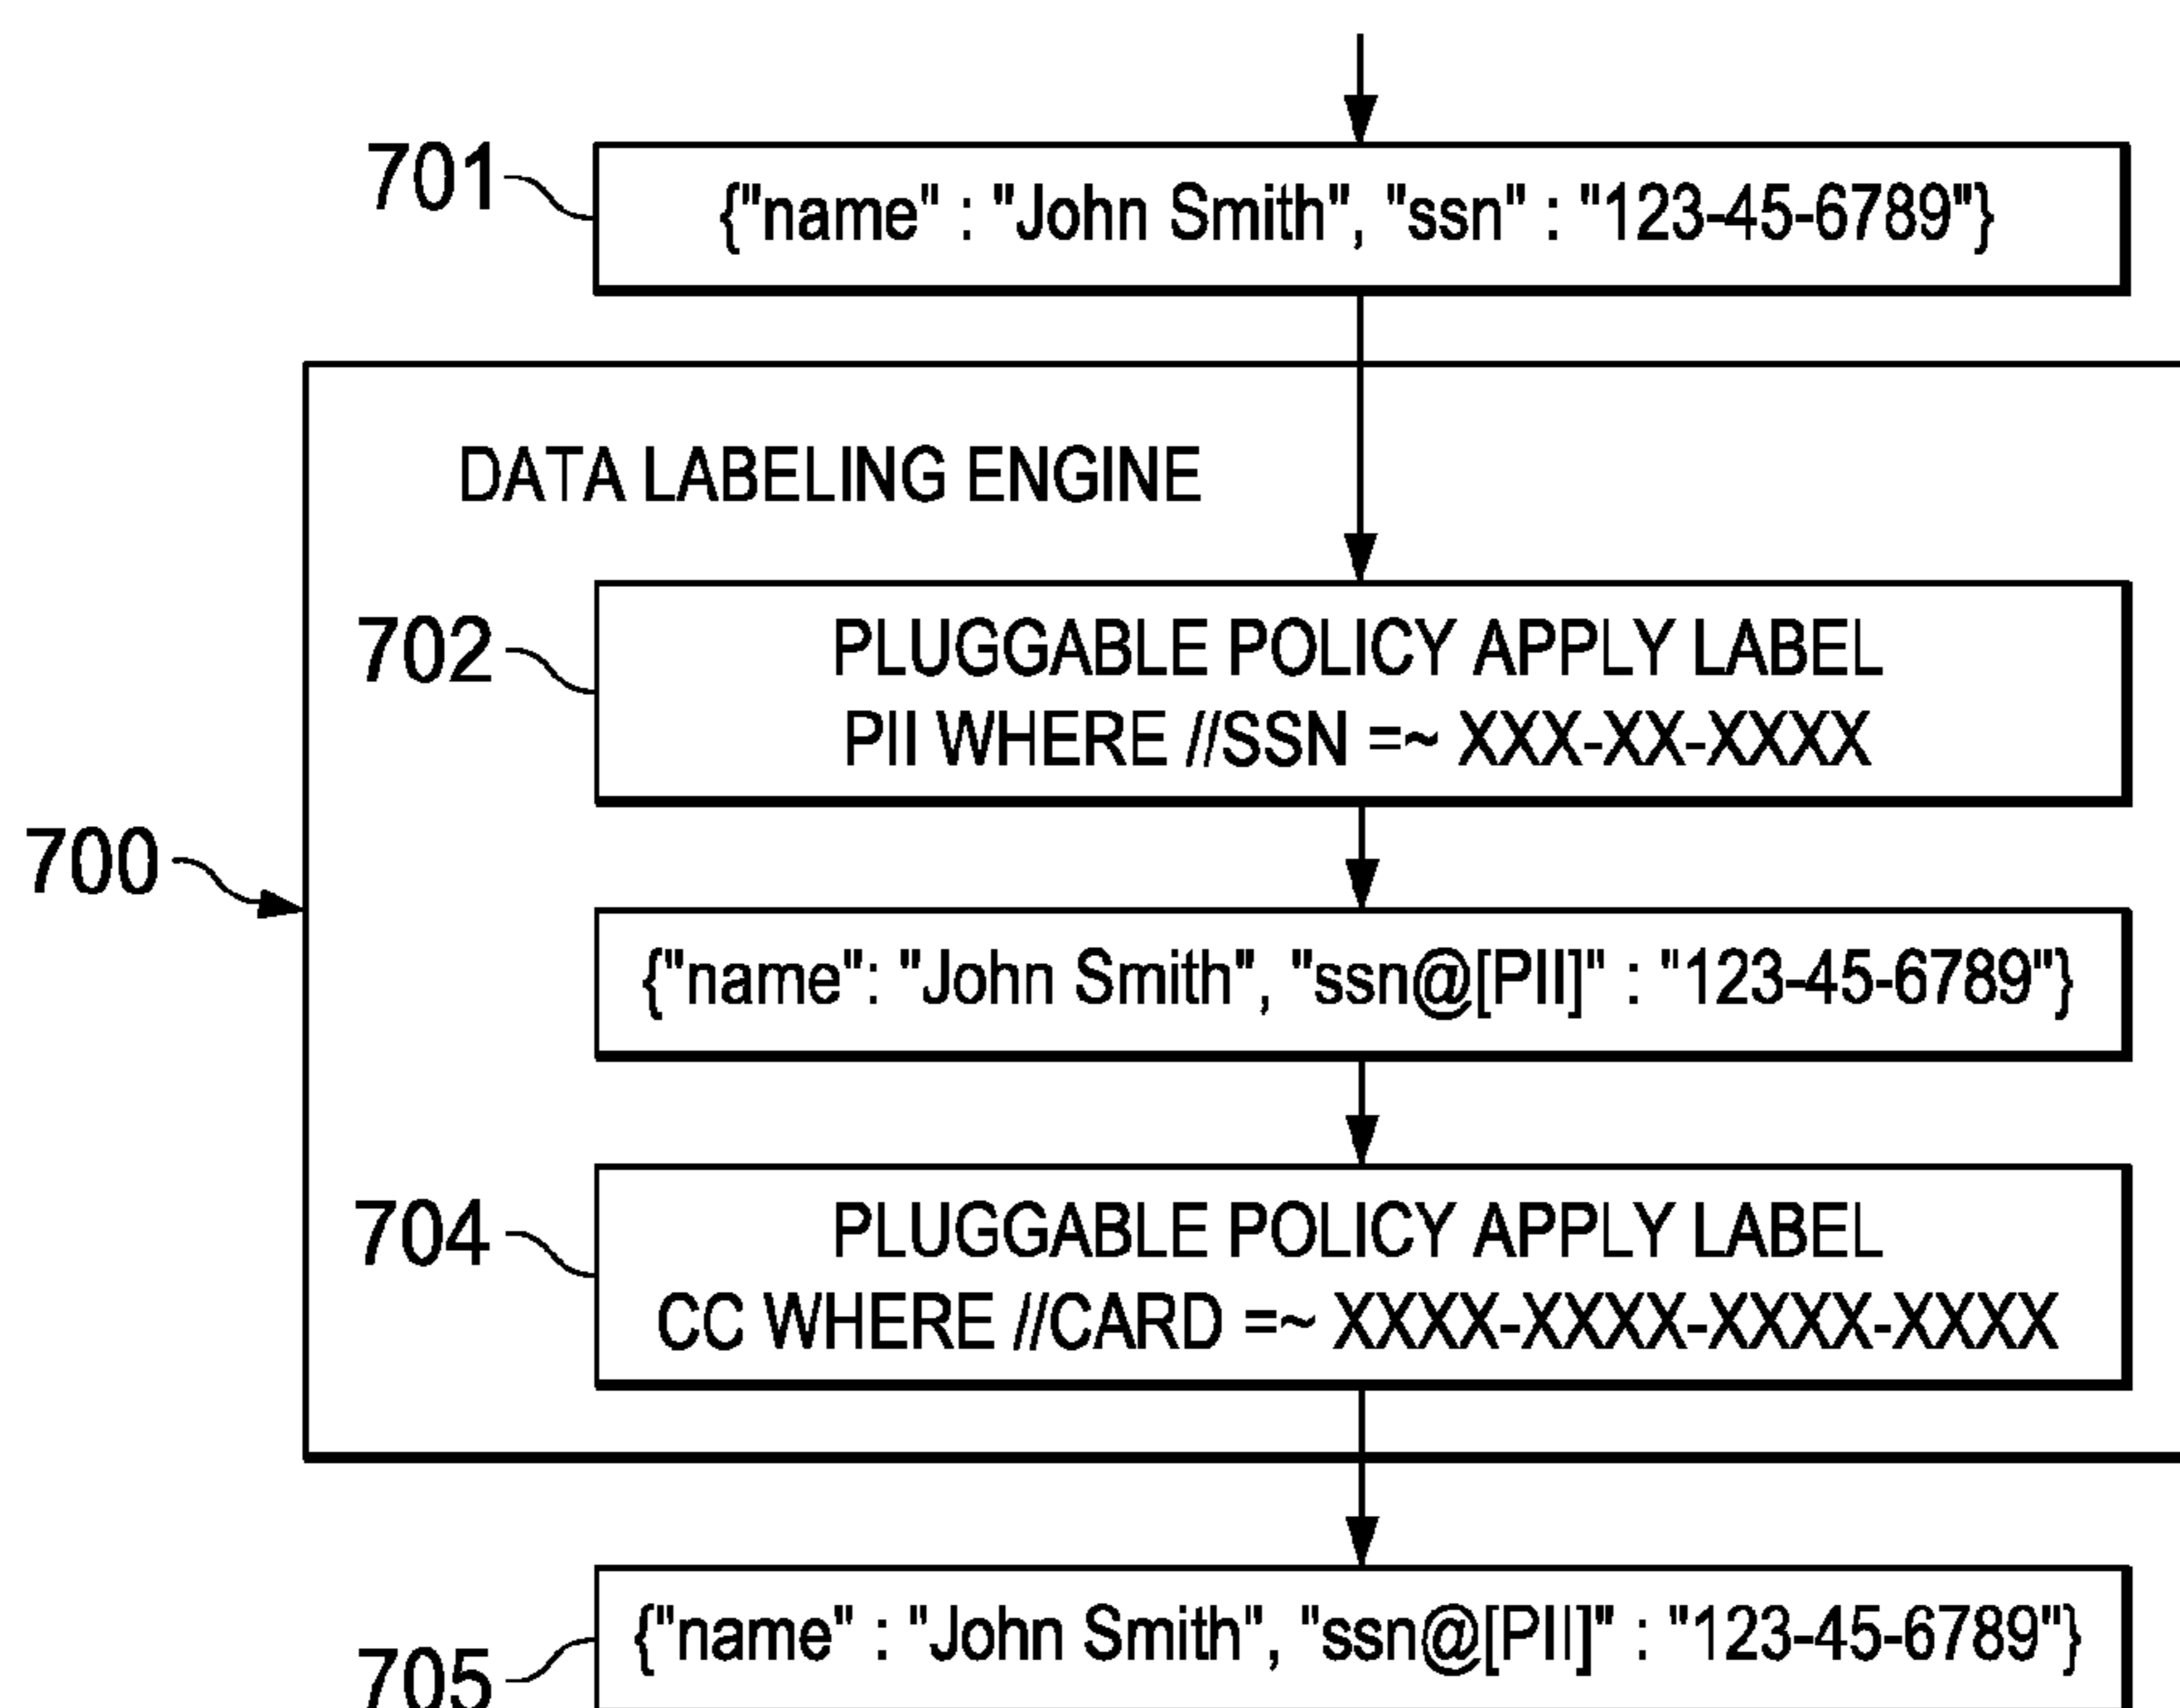 701
{"name" : "John Smith", "ssn" : "123-45-6789"}
DATA LABELING ENGINE
702
PLUGGABLE POLICY APPLY LABEL
PII WHERE //SSN =~ XXX-XX-XXXX
700
{"name": "John Smith", "ssn@[PII]" : "123-45-6789"}
704
PLUGGABLE POLICY APPLY LABEL
CC WHERE //CARD =~ XXXX-XXXX-XXXX-XXXX
705
{"name" : "John Smith", "ssn@[PII]" : "123-45-6789"}